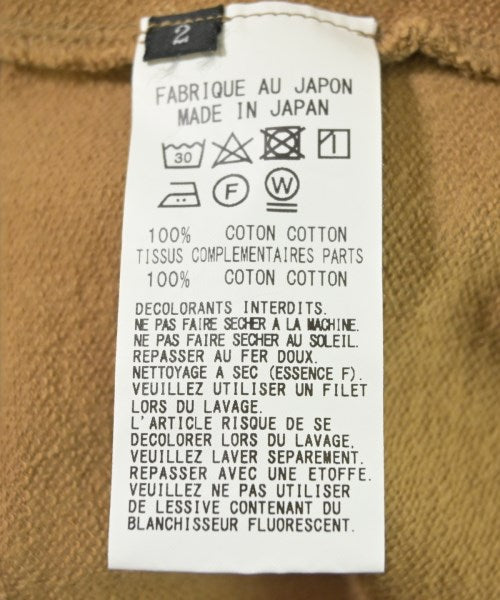 2
FABRIQUE AU JAPON
MADE IN JAPAN
30
F W
100% COTON COTTON
TISSUS COMPLEMENTAIRES PARTS
100% COTON COTTON
DECOLORANTS INTERDITS.
NE PAS FAIRE SECHER A LA MACHINE.
NE PAS FAIRE SECHER AU SOLEIL.
REPASSER AU FER DOUX.
NETTOYAGE A SEC (ESSENCE F).
VEUILLEZ UTILISER UN FILET
LORS DU LAVAGE.
L'ARTICLE RISQUE DE SE
DECOLORER LORS DU LAVAGE,
VEUILLEZ LAVER SEPAREMENT.
REPASSER AVEC UNE ETOFFE.
VEUILLEZ NE PAS UTILISER
DE LESSIVE CONTENANT DU
BLANCHISSEUR FLUORESCENT.